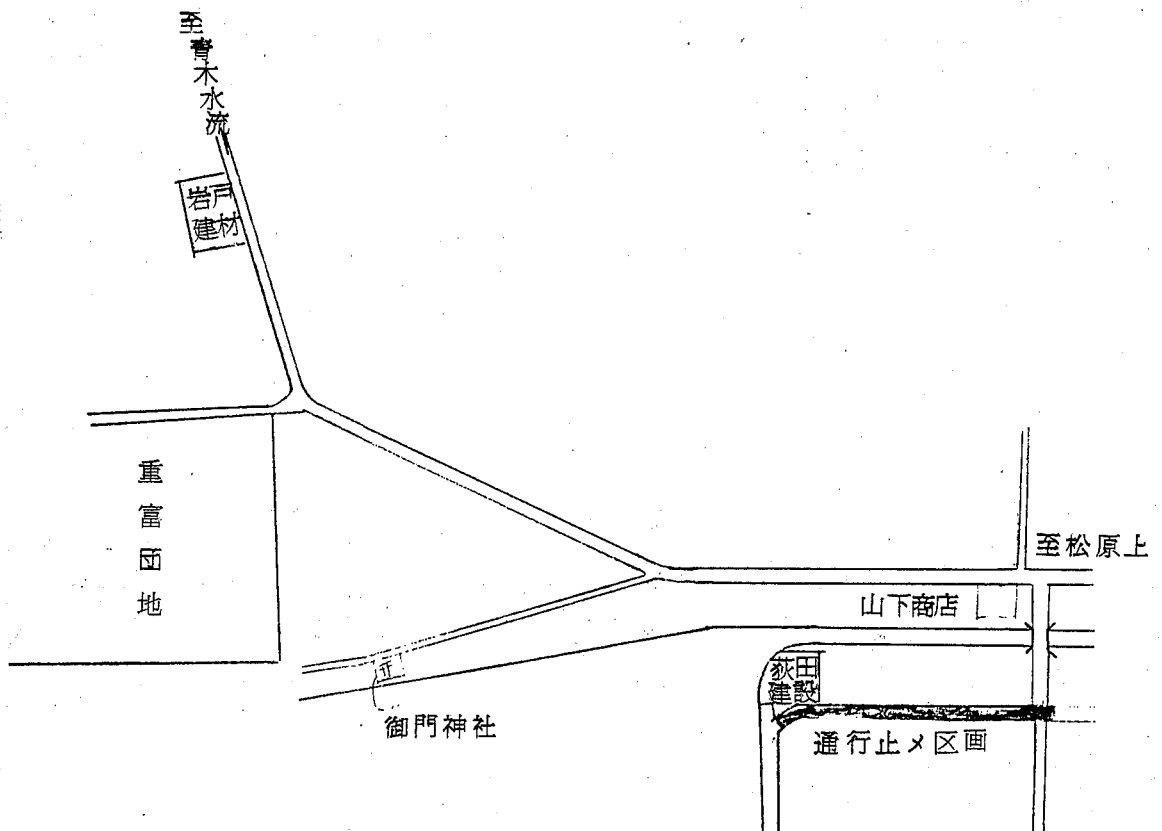 至青木水流
岩戸
建材
重富団地
至松原上
山下商店
荻田
建設
御門神社
通行止メ区画